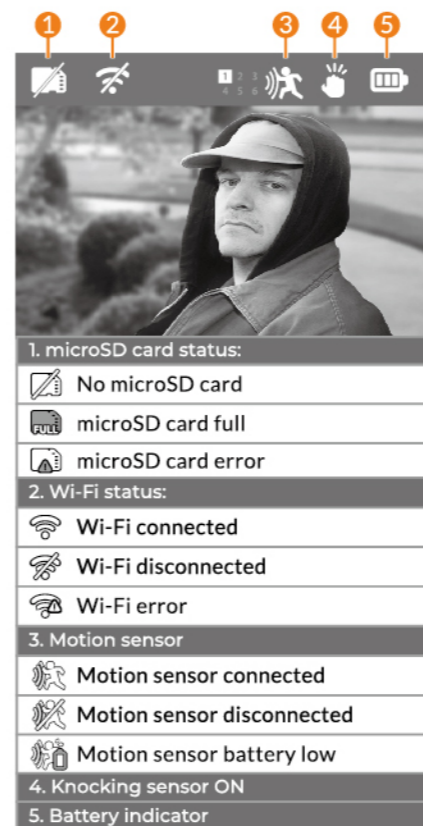 1 2 3 4 5
1 2 3
4 5 6
1. microSD card status:
No microSD card
FULL microSD card full
microSD card error
2. Wi-Fi status:
Wi-Fi connected
Wi-Fi disconnected
Wi-Fi error
3. Motion sensor
Motion sensor connected
Motion sensor disconnected
Motion sensor battery low
4. Knocking sensor ON
5. Battery indicator